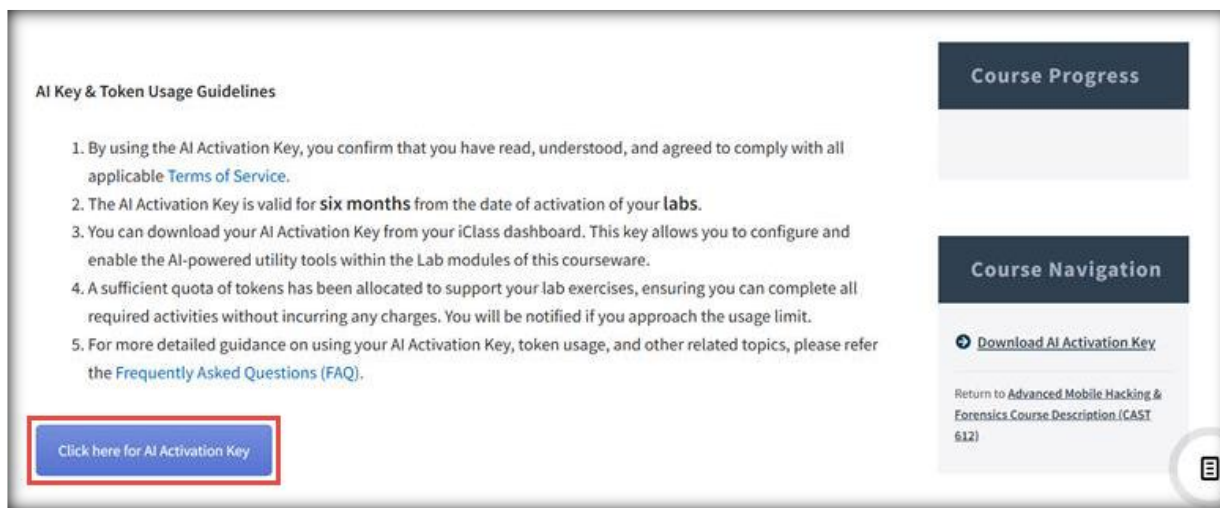 AI Key & Token Usage Guidelines
1. By using the AI Activation Key, you confirm that you have read, understood, and agreed to comply with all
applicable Terms of Service.
2. The AI Activation Key is valid for six months from the date of activation of your labs.
3. You can download your AI Activation Key from your iClass dashboard. This key allows you to configure and
enable the AI-powered utility tools within the Lab modules of this courseware.
4. A sufficient quota of tokens has been allocated to support your lab exercises, ensuring you can complete all
required activities without incurring any charges. You will be notified if you approach the usage limit.
5. For more detailed guidance on using your AI Activation Key, token usage, and other related topics, please refer
the Frequently Asked Questions (FAQ).
Click here for AI Activation Key
Course Progress
Course Navigation
Download AI Activation Key
Return to Advanced Mobile Hacking &
Forensics Course Description (CAST
612)